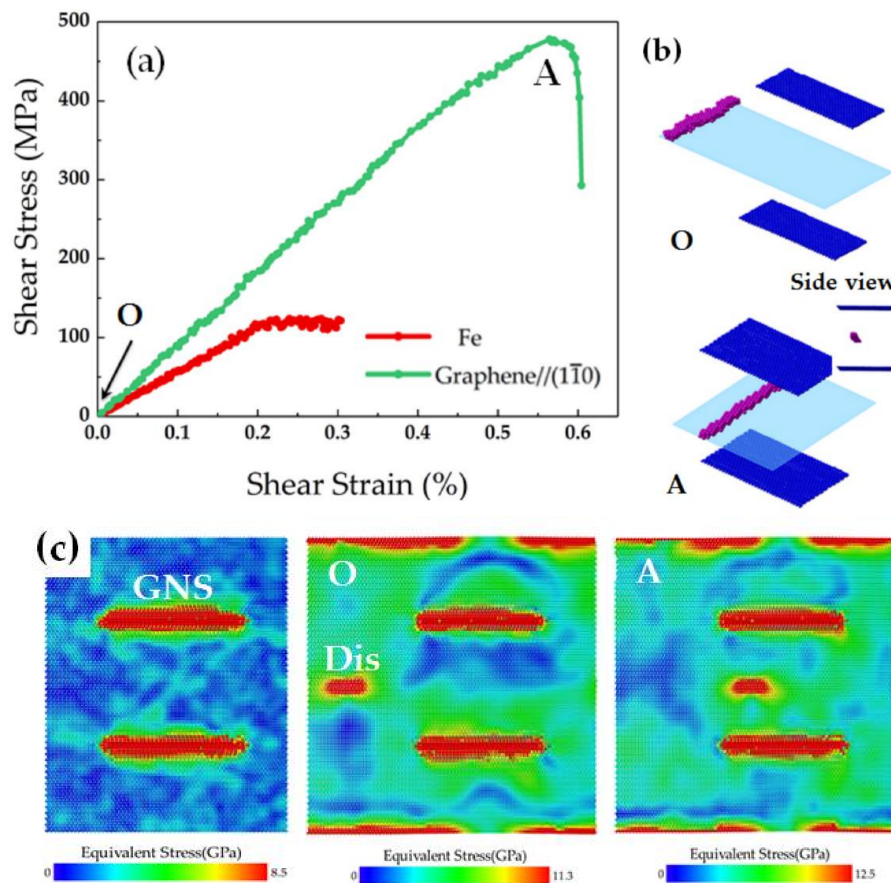 (a)
Shear Stress (MPa)
500
400
300
200
100
0
0.0 0.1 0.2 0.3 0.4 0.5 0.6
Shear Strain (%)
O
A
Fe
Graphene//(11̅0)
(b)
O
Side view
A
(c)
GNS
O
Dis
A
Equivalent Stress(GPa)
0 8.5
Equivalent Stress(GPa)
0 11.3
Equivalent Stress(GPa)
0 12.5